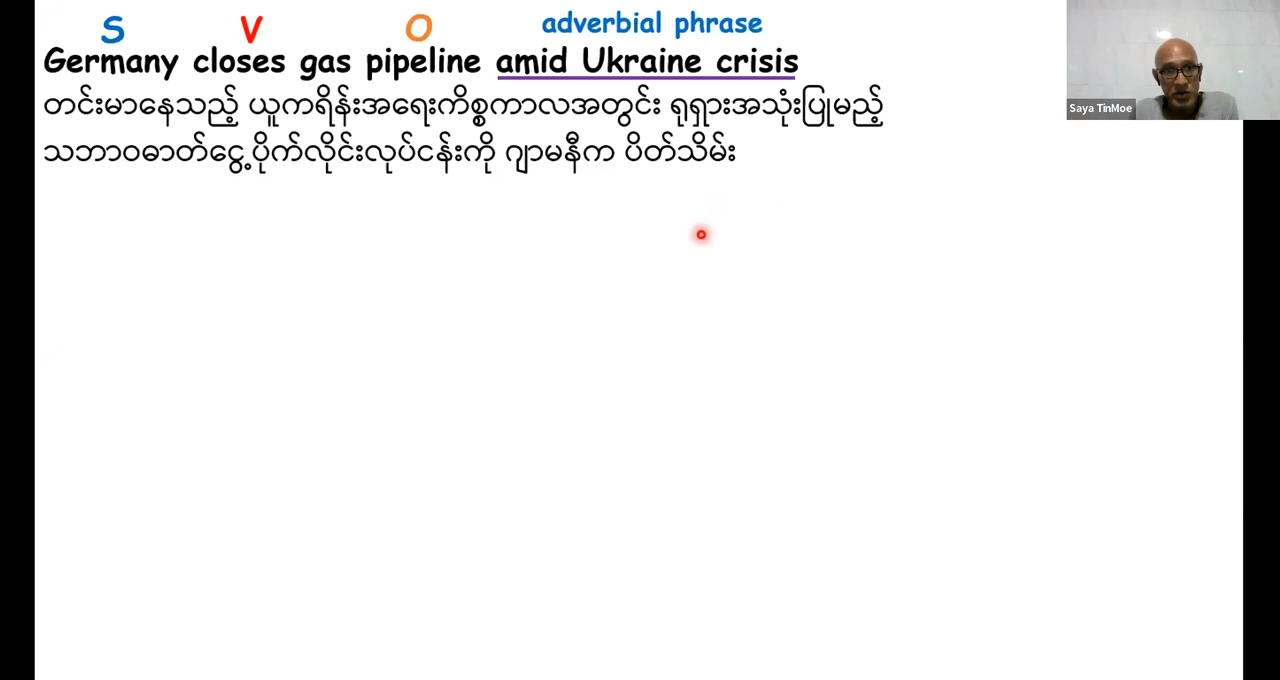 S V O adverbial phrase
Germany closes gas pipeline amid Ukraine crisis
တင်းမာနေသည့် ယူကရိန်းအရေးကိစ္စကာလအတွင်း ရုရှားအသုံးပြုမည့်
သဘာဝဓာတ်ငွေ့ပိုက်လိုင်းလုပ်ငန်းကို ဂျာမနီက ပိတ်သိမ်း
Saya TinMoe